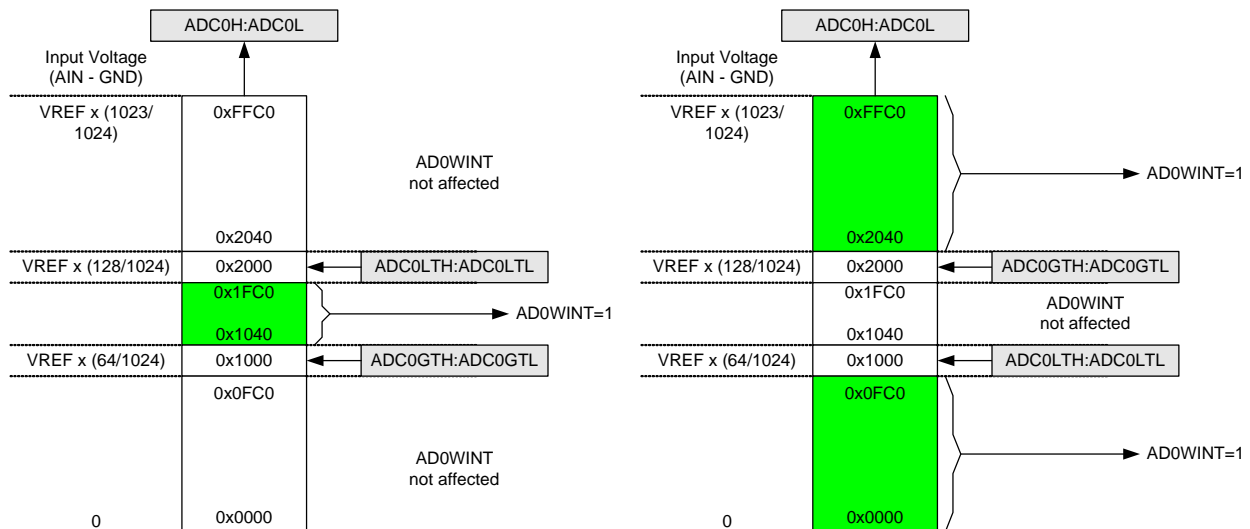 ADC0H:ADC0L
Input Voltage
(AIN - GND)
VREF x (1023/
1024)
0xFFC0
AD0WINT
not affected
0x2040
VREF x (128/1024)
0x2000
ADC0LTH:ADC0LTL
0x1FC0
AD0WINT=1
0x1040
VREF x (64/1024)
0x1000
ADC0GTH:ADC0GTL
0x0FC0
AD0WINT
not affected
0
0x0000
ADC0H:ADC0L
Input Voltage
(AIN - GND)
VREF x (1023/
1024)
0xFFC0
AD0WINT=1
0x2040
VREF x (128/1024)
0x2000
ADC0GTH:ADC0GTL
0x1FC0
AD0WINT
not affected
0x1040
VREF x (64/1024)
0x1000
ADC0LTH:ADC0LTL
0x0FC0
AD0WINT=1
0
0x0000